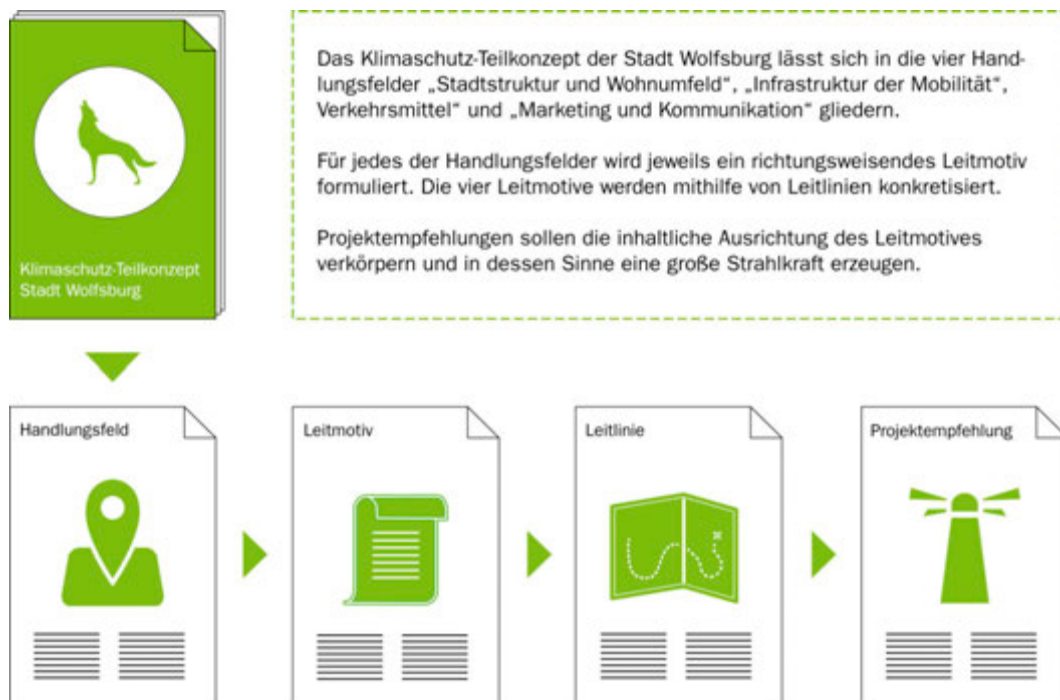 Das Klimaschutz-Teilkonzept der Stadt Wolfsburg lässt sich in die vier Hand-
lungsfelder „Stadtstruktur und Wohnumfeld“, „Infrastruktur der Mobilität“,
Verkehrsmittel“ und „Marketing und Kommunikation“ gliedern.
Für jedes der Handlungsfelder wird jeweils ein richtungsweisendes Leitmotiv
formuliert. Die vier Leitmotive werden mithilfe von Leitlinien konkretisiert.
Projektempfehlungen sollen die inhaltliche Ausrichtung des Leitmotives
verkörpern und in dessen Sinne eine große Strahlkraft erzeugen.
Klimaschutz-Teilkonzept
Stadt Wolfsburg
Handlungsfeld
Leitmotiv
Leitlinie
Projektempfehlung